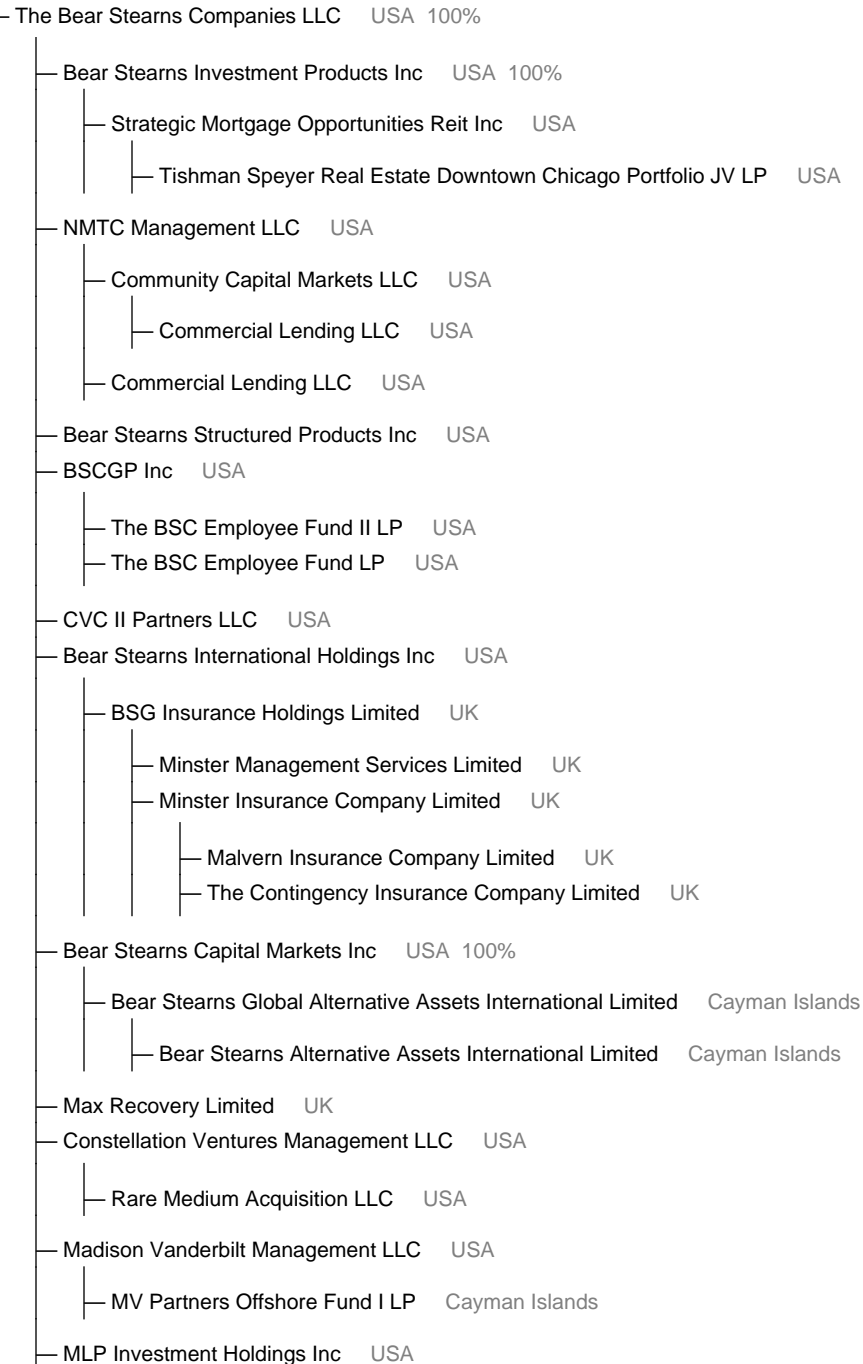 The Bear Stearns Companies LLC USA 100%
Bear Stearns Investment Products Inc USA 100%
Strategic Mortgage Opportunities Reit Inc USA
Tishman Speyer Real Estate Downtown Chicago Portfolio JV LP USA
NMTC Management LLC USA
Community Capital Markets LLC USA
Commercial Lending LLC USA
Commercial Lending LLC USA
Bear Stearns Structured Products Inc USA
BSCGP Inc USA
The BSC Employee Fund II LP USA
The BSC Employee Fund LP USA
CVC II Partners LLC USA
Bear Stearns International Holdings Inc USA
BSG Insurance Holdings Limited UK
Minster Management Services Limited UK
Minster Insurance Company Limited UK
Malvern Insurance Company Limited UK
The Contingency Insurance Company Limited UK
Bear Stearns Capital Markets Inc USA 100%
Bear Stearns Global Alternative Assets International Limited Cayman Islands
Bear Stearns Alternative Assets International Limited Cayman Islands
Max Recovery Limited UK
Constellation Ventures Management LLC USA
Rare Medium Acquisition LLC USA
Madison Vanderbilt Management LLC USA
MV Partners Offshore Fund I LP Cayman Islands
MLP Investment Holdings Inc USA